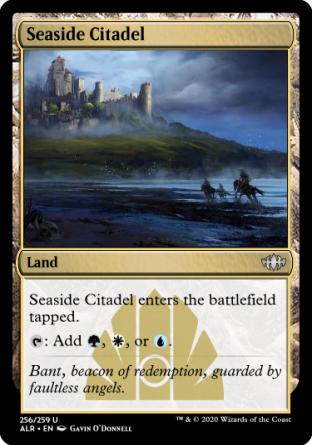 Seaside Citadel
Land
Seaside Citadel enters the battlefield
tapped.
: Add , , or .
Bant, beacon of redemption, guarded by
faultless angels.
256/259 U
ALR • EN GAVIN O'DONNELL
™ & © 2020 Wizards of the Coast